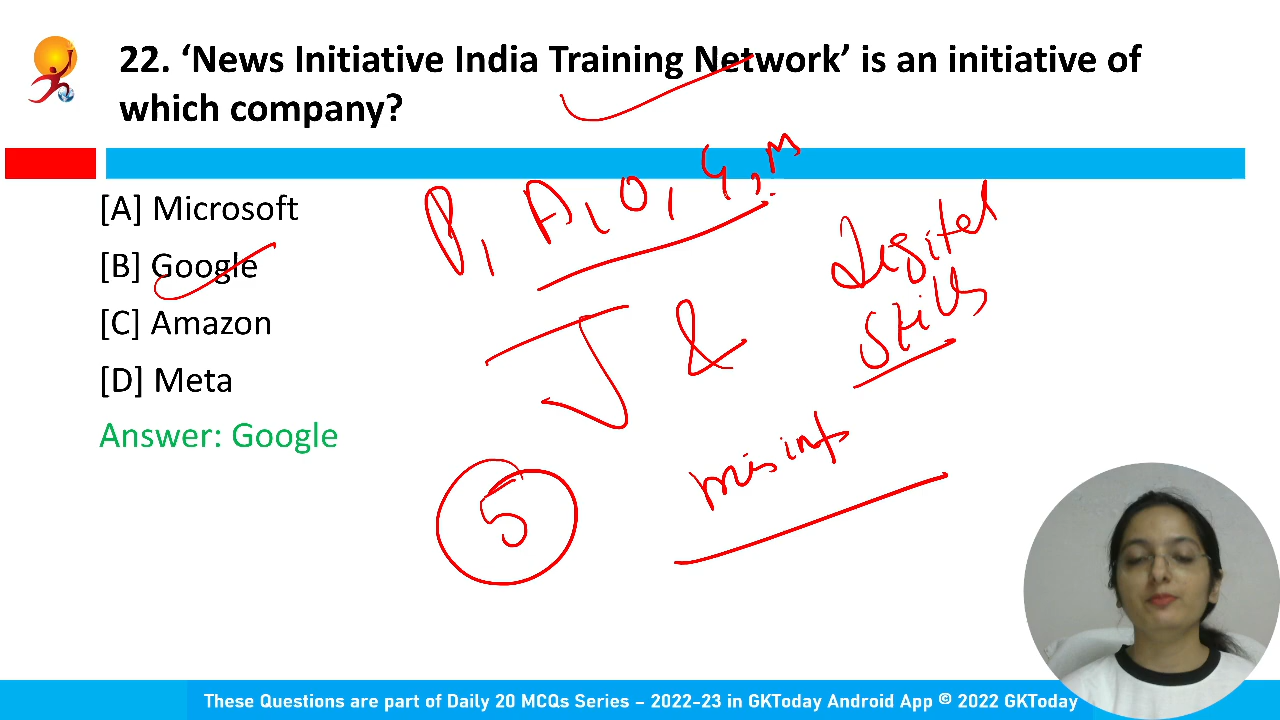 22. ‘News Initiative India Training Network’ is an initiative of
which company?
[A] Microsoft
[B] Google
[C] Amazon
[D] Meta
Answer: Google
P, A, O, G, M
Digital
Skills
J &
misinf
5
These Questions are part of Daily 20 MCQs Series – 2022-23 in GKToday Android App © 2022 GKToday